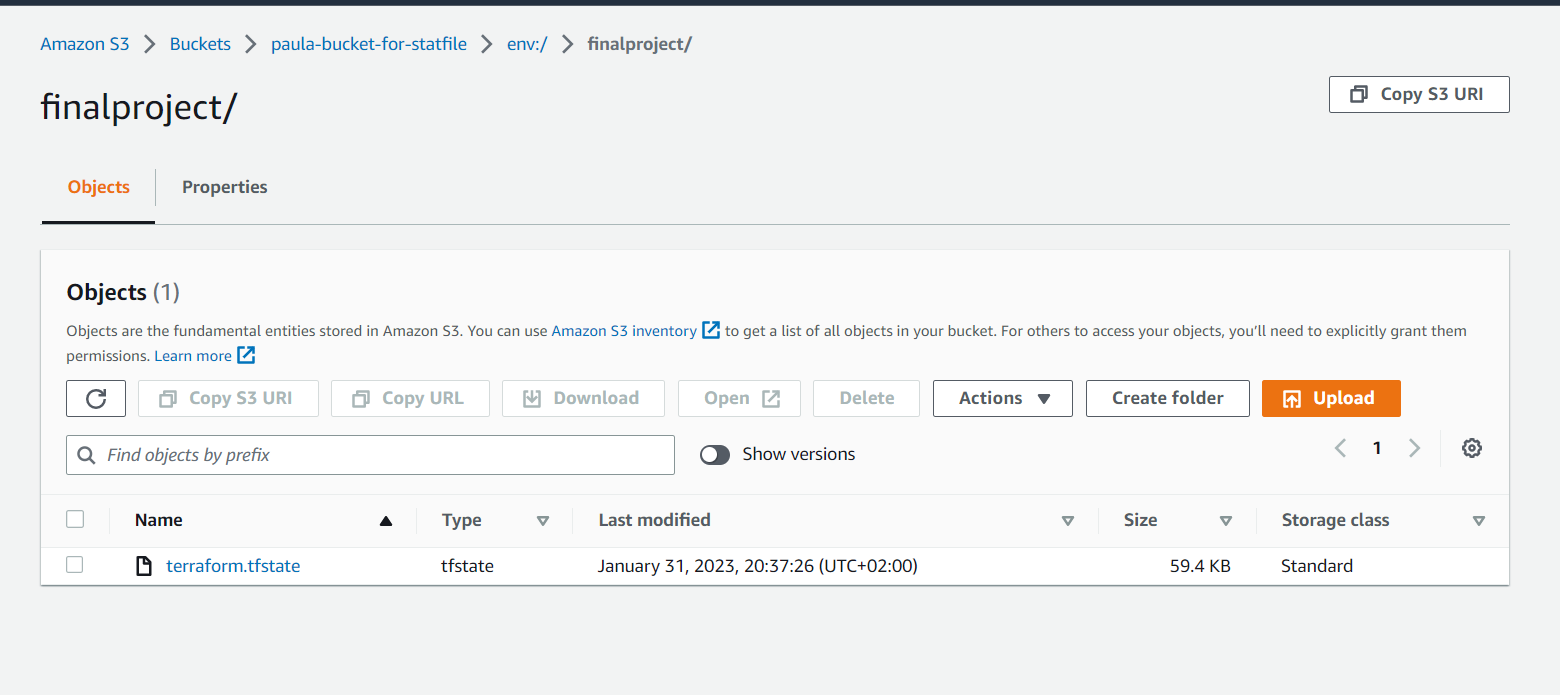 Amazon S3 > Buckets > paula-bucket-for-statfile > env:/ > finalproject/
finalproject/
Copy S3 URI
Objects Properties
Objects (1)
Objects are the fundamental entities stored in Amazon S3. You can use Amazon S3 inventory to get a list of all objects in your bucket. For others to access your objects, you’ll need to explicitly grant them
permissions. Learn more
Copy S3 URI Copy URL Download Open Delete Actions Create folder Upload
Find objects by prefix Show versions 1
Name Type Last modified Size Storage class
terraform.tfstate tfstate January 31, 2023, 20:37:26 (UTC+02:00) 59.4 KB Standard